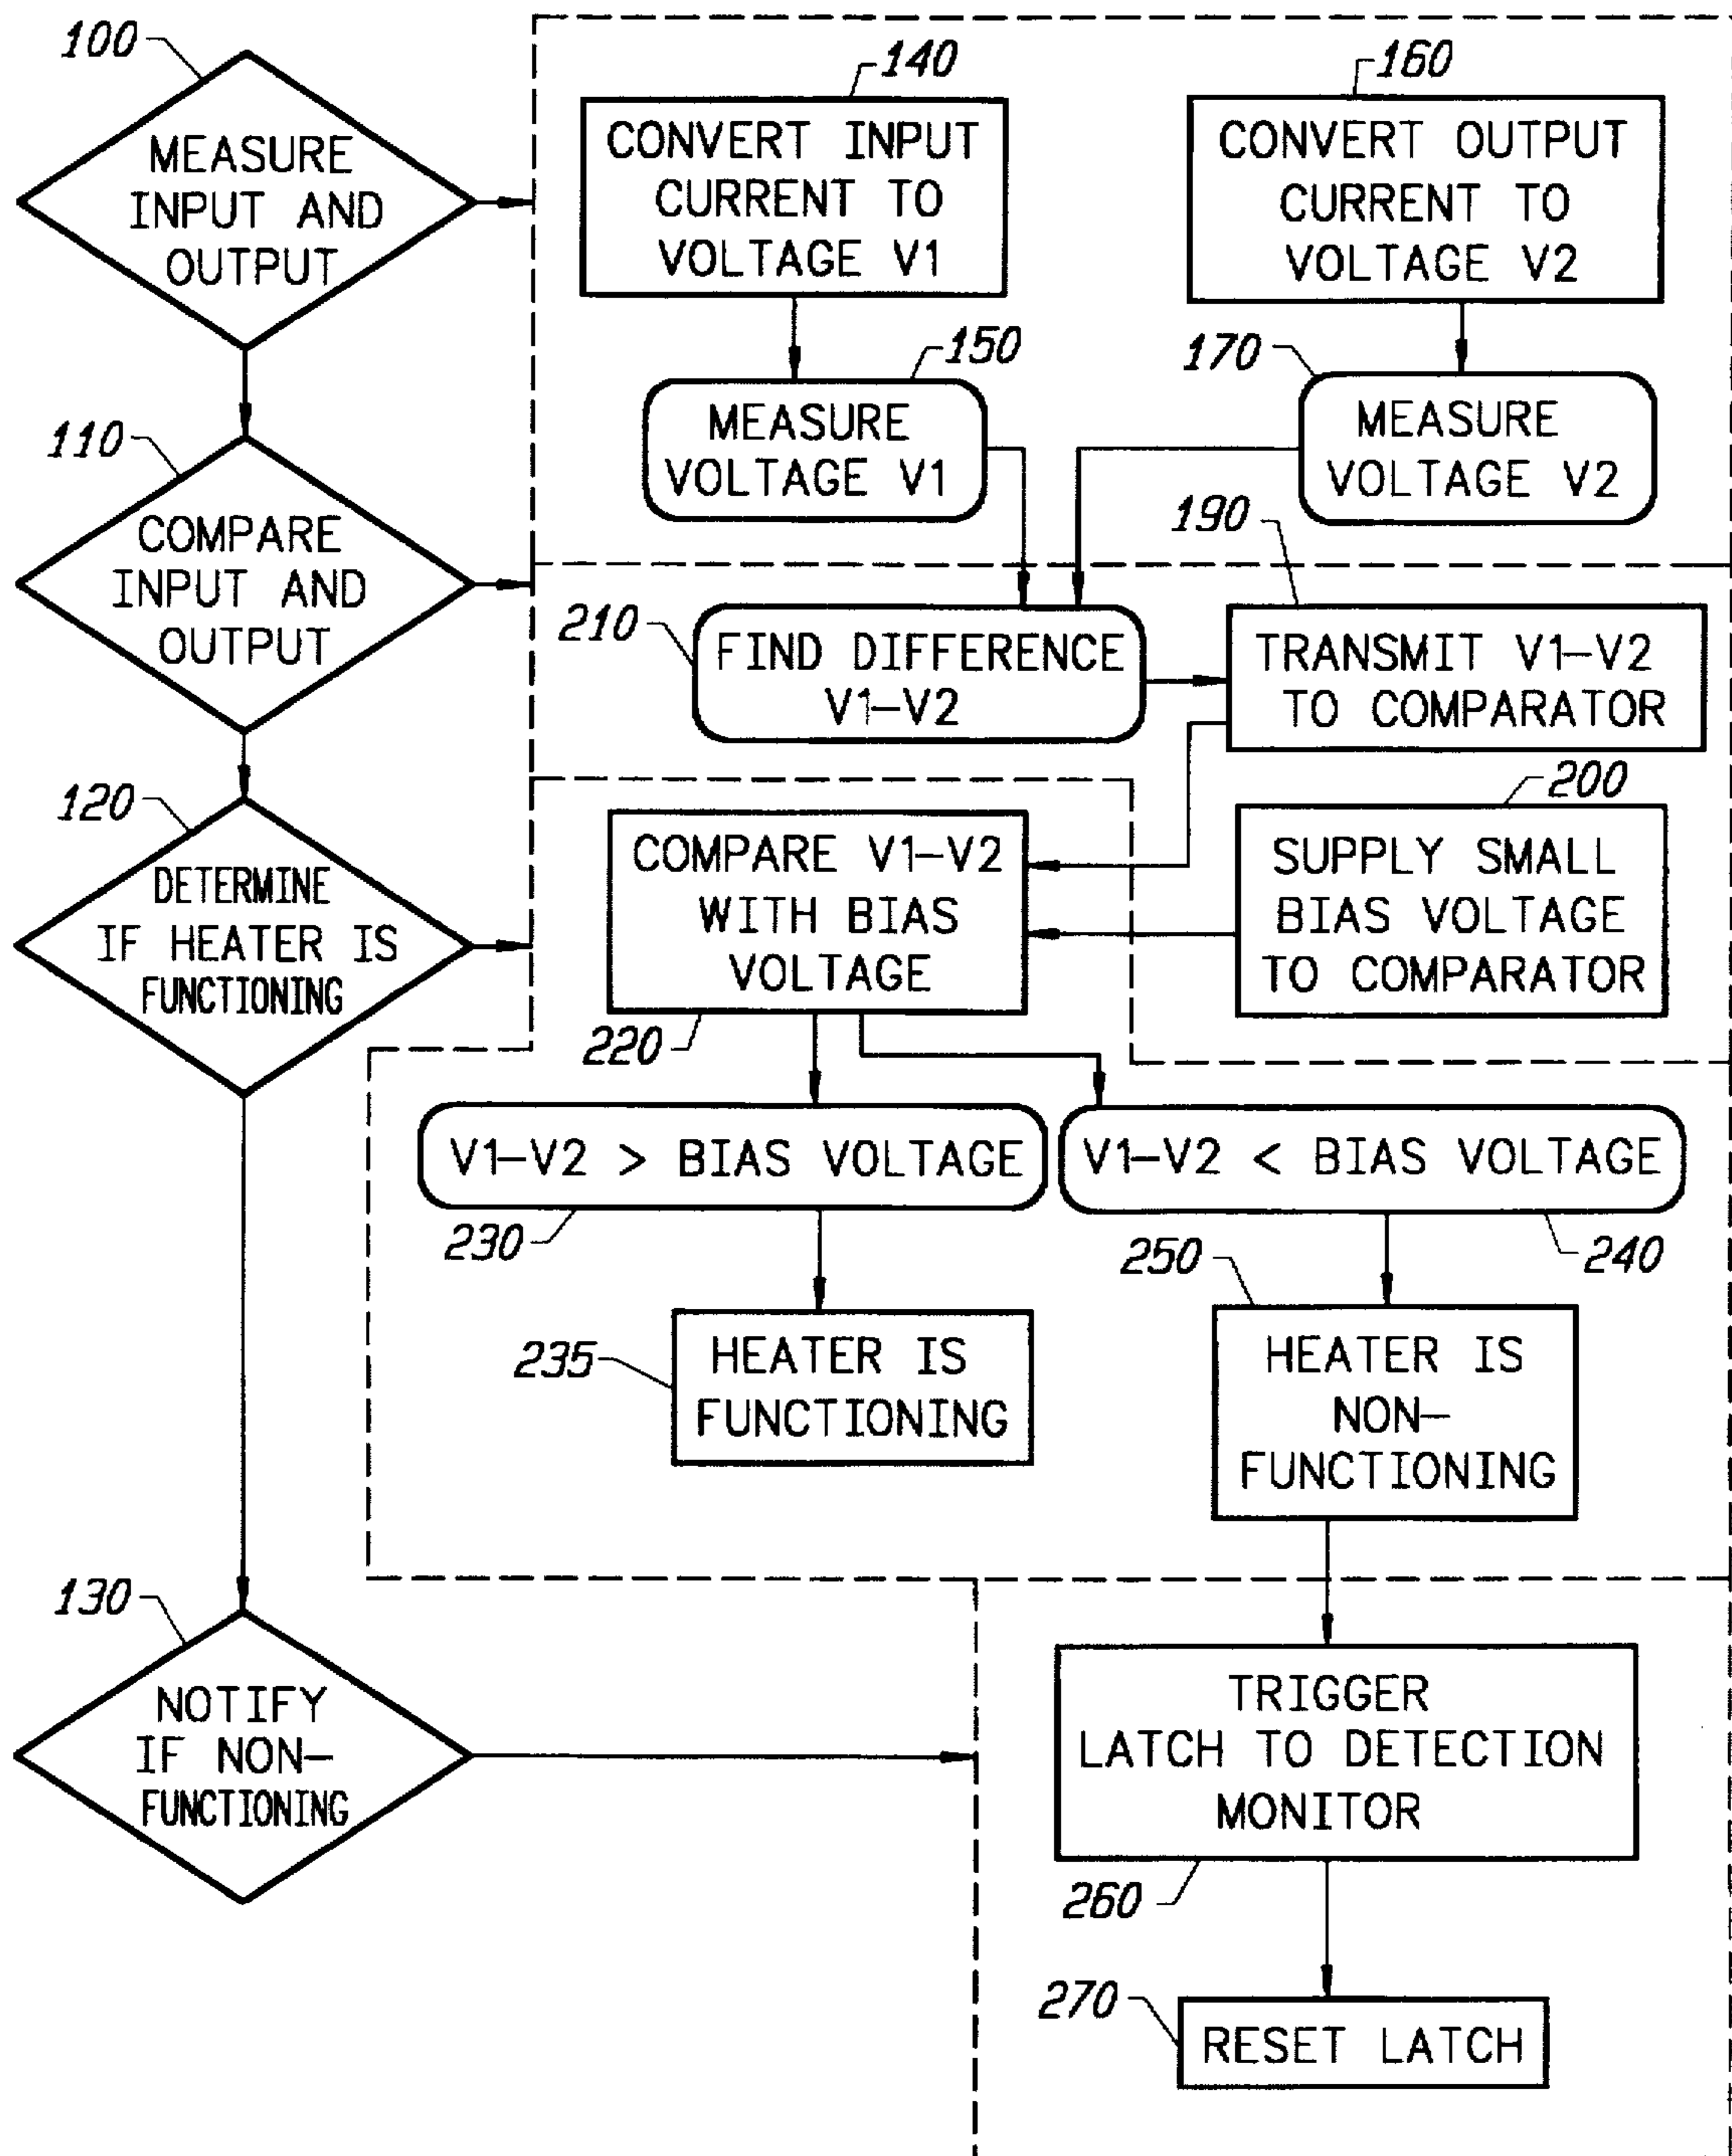 100
MEASURE
INPUT AND
OUTPUT
140
CONVERT INPUT
CURRENT TO
VOLTAGE V1
160
CONVERT OUTPUT
CURRENT TO
VOLTAGE V2
150
MEASURE
VOLTAGE V1
170
MEASURE
VOLTAGE V2
110
COMPARE
INPUT AND
OUTPUT
210
FIND DIFFERENCE
V1-V2
190
TRANSMIT V1-V2
TO COMPARATOR
120
DETERMINE
IF HEATER IS
FUNCTIONING
COMPARE V1-V2
WITH BIAS
VOLTAGE
220
200
SUPPLY SMALL
BIAS VOLTAGE
TO COMPARATOR
V1-V2 > BIAS VOLTAGE
230
V1-V2 < BIAS VOLTAGE
240
235
HEATER IS
FUNCTIONING
250
HEATER IS
NON-
FUNCTIONING
130
NOTIFY
IF NON-
FUNCTIONING
TRIGGER
LATCH TO DETECTION
MONITOR
260
270
RESET LATCH